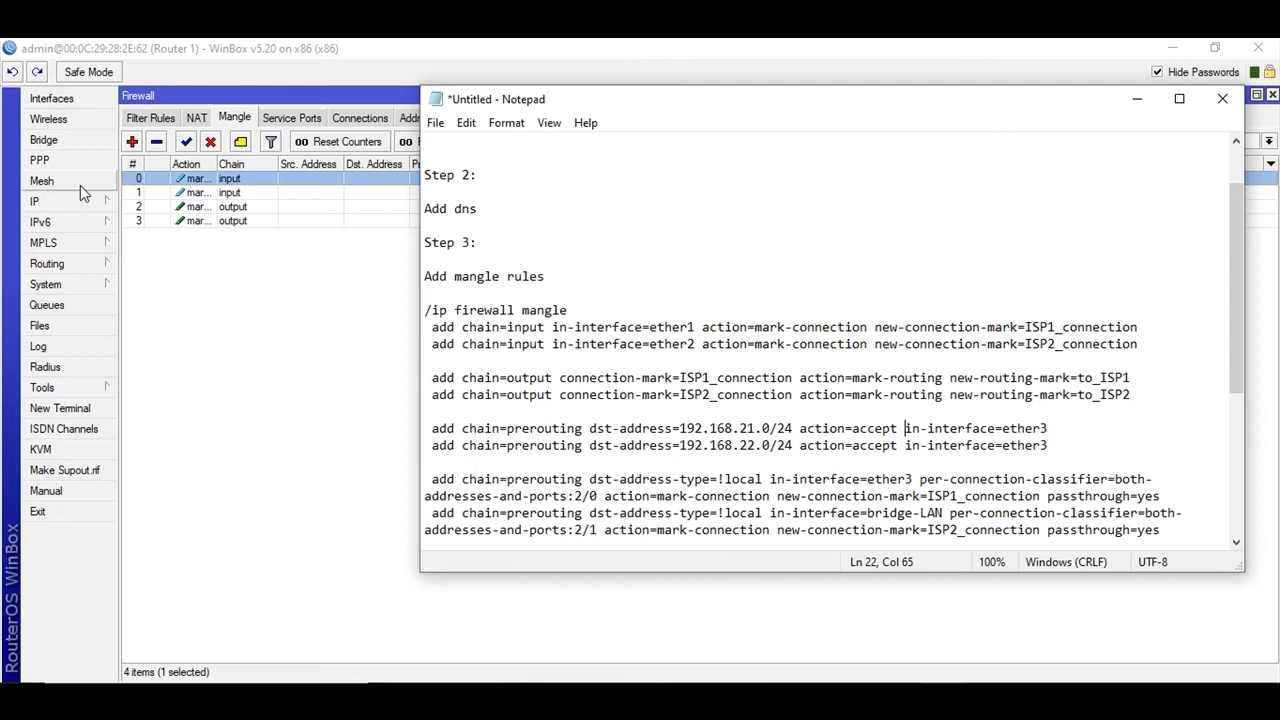 admin@00:0C:29:28:2E:62 (Router 1) - WinBox v5.20 on x86 (x86)
Safe Mode
Hide Passwords
Interfaces
Wireless
Bridge
PPP
Mesh
IP
IPv6
MPLS
Routing
System
Queues
Files
Log
Radius
Tools
New Terminal
ISDN Channels
KVM
Make Supout.rif
Manual
Exit
RouterOS WinBox
Firewall
Filter Rules NAT Mangle Service Ports Connections
00 Reset Counters 00
# Action Chain Src. Address Dst. Address
0 mar... input
1 mar... input
2 mar... output
3 mar... output
4 items (1 selected)
*Untitled - Notepad
File Edit Format View Help
Step 2:
Add dns
Step 3:
Add mangle rules
/ip firewall mangle
add chain=input in-interface=ether1 action=mark-connection new-connection-mark=ISP1_connection
add chain=input in-interface=ether2 action=mark-connection new-connection-mark=ISP2_connection
add chain=output connection-mark=ISP1_connection action=mark-routing new-routing-mark=to_ISP1
add chain=output connection-mark=ISP2_connection action=mark-routing new-routing-mark=to_ISP2
add chain=prerouting dst-address=192.168.21.0/24 action=accept in-interface=ether3
add chain=prerouting dst-address=192.168.22.0/24 action=accept in-interface=ether3
add chain=prerouting dst-address-type=!local in-interface=ether3 per-connection-classifier=both-
addresses-and-ports:2/0 action=mark-connection new-connection-mark=ISP1_connection passthrough=yes
add chain=prerouting dst-address-type=!local in-interface=bridge-LAN per-connection-classifier=both-
addresses-and-ports:2/1 action=mark-connection new-connection-mark=ISP2_connection passthrough=yes
Ln 22, Col 65 100% Windows (CRLF) UTF-8